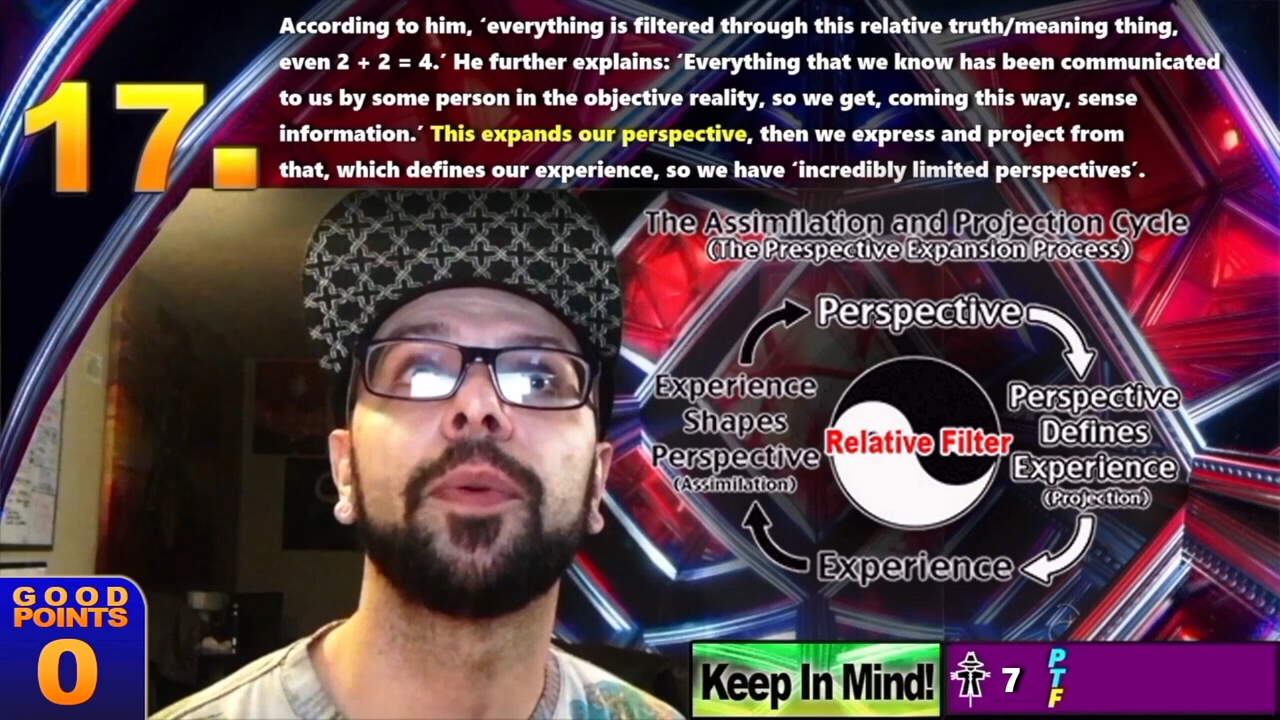 17.
According to him, ‘everything is filtered through this relative truth/meaning thing,
even 2 + 2 = 4.’ He further explains: ‘Everything that we know has been communicated
to us by some person in the objective reality, so we get, coming this way, sense
information.’ This expands our perspective, then we express and project from
that, which defines our experience, so we have ‘incredibly limited perspectives’.
The Assimilation and Projection Cycle
(The Prespective Expansion Process)
Perspective
Perspective
Defines
Experience
(Projection)
Experience
Experience
Shapes
Perspective
(Assimilation)
Relative Filter
GOOD
POINTS
0
Keep In Mind!
7
P
T
F